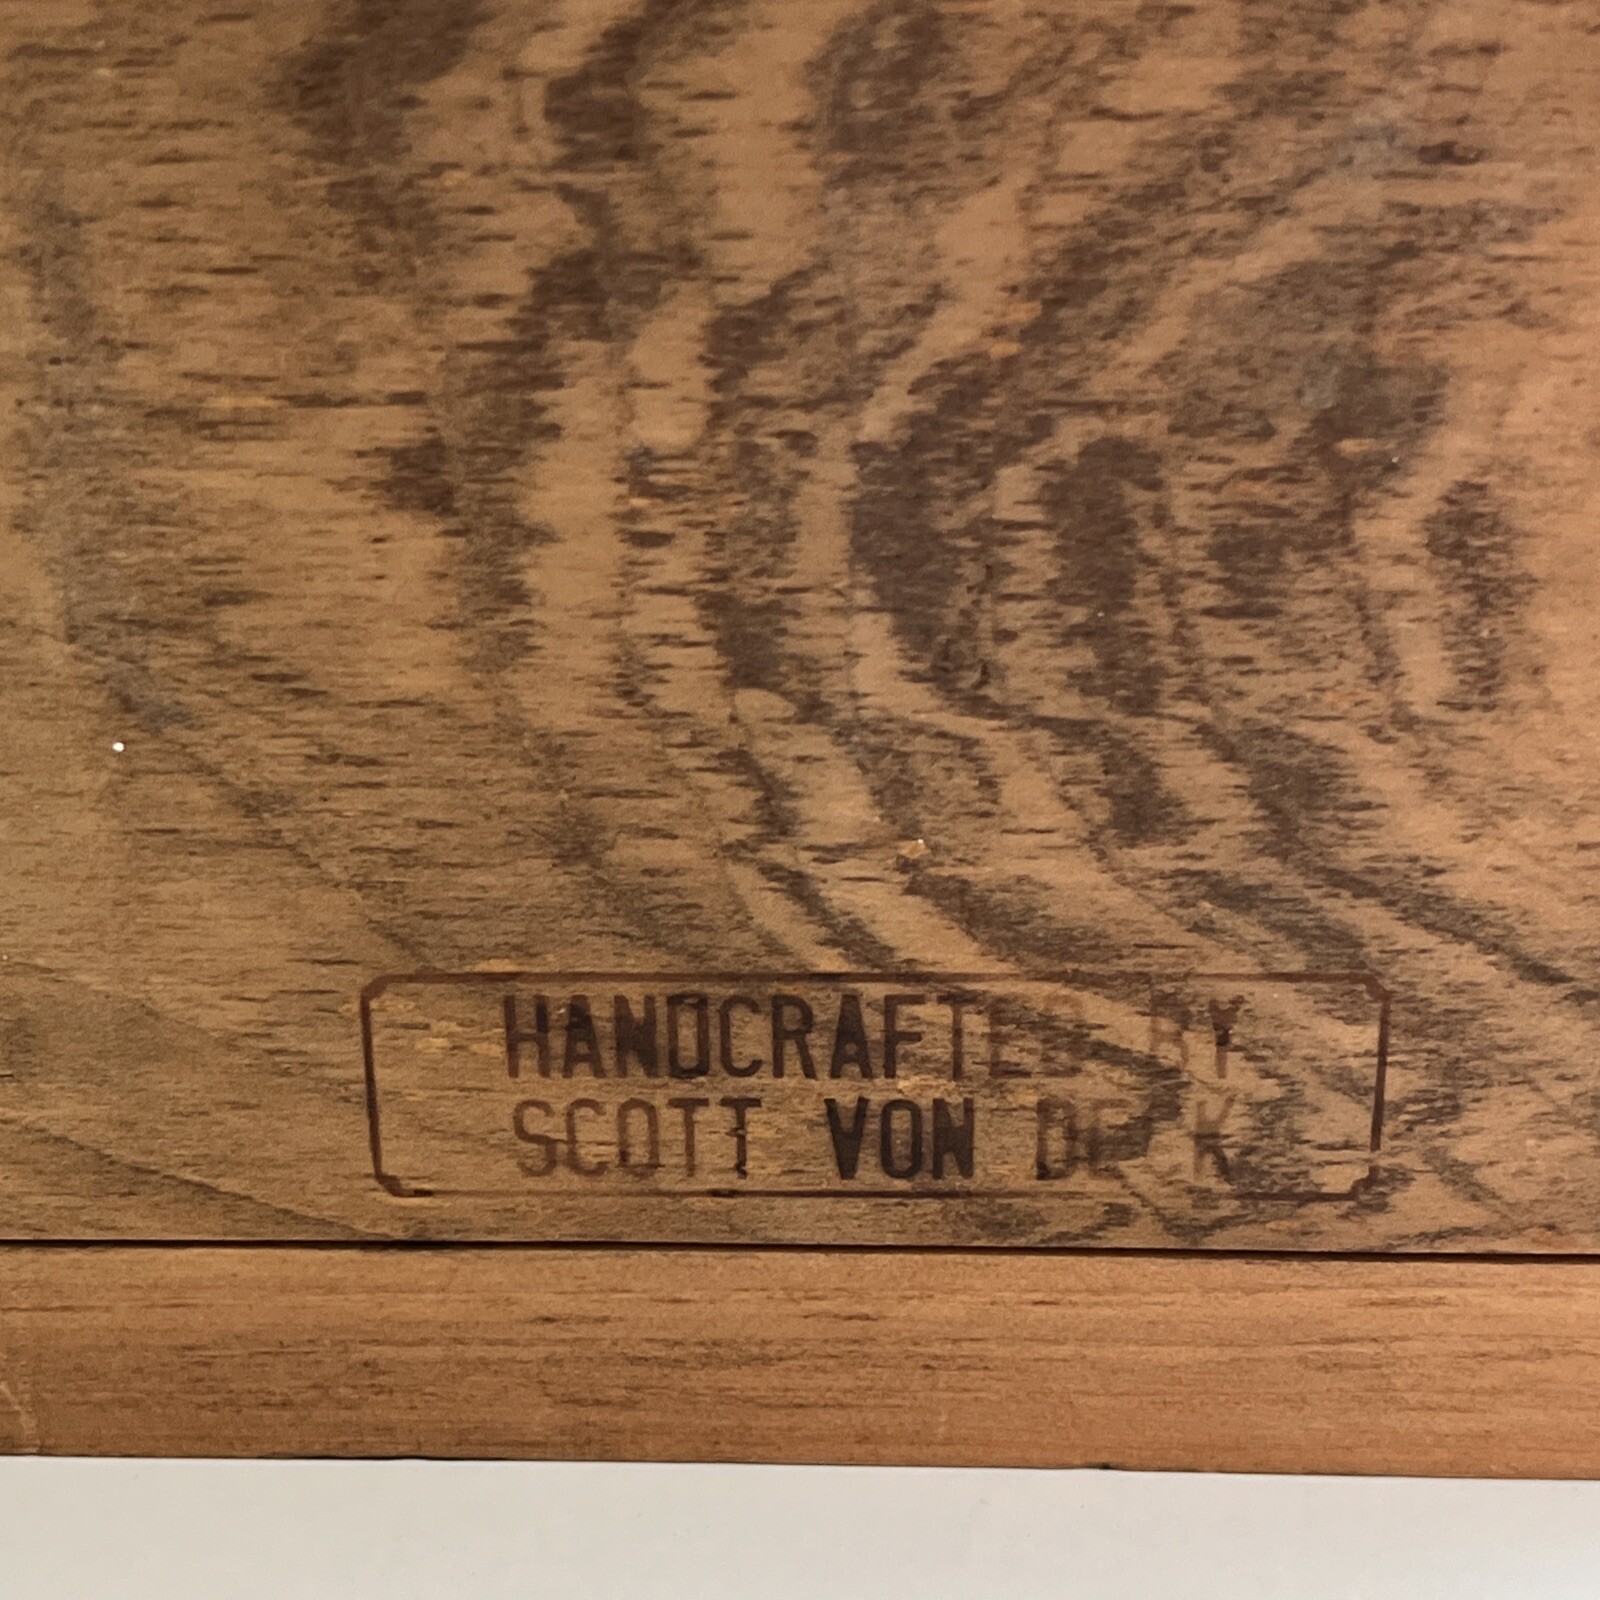 HANDCRAFTED BY
SCOTT VON